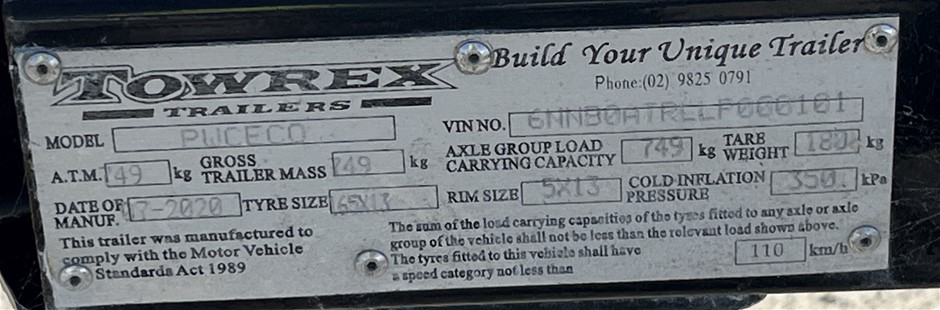 TOWREX
TRAILERS
Build Your Unique Trailer
Phone:(02) 9825 0791
MODEL PWCECO
VIN NO.
A.T.M. 749 kg GROSS TRAILER MASS 749 kg
AXLE GROUP LOAD CARRYING CAPACITY 749 kg TARE WEIGHT kg
DATE OF MANUF. TYRE SIZE 165X13
RIM SIZE 5X13 COLD INFLATION PRESSURE 350 kPa
This trailer was manufactured to
comply with the Motor Vehicle
Standards Act 1989
The sum of the load carrying capacities of the tyres fitted to any axle or axle
group of the vehicle shall not be less than the relevant load shown above.
The tyres fitted to this vehicle shall have
a speed category not less than 110 km/h